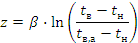 z = β · ln ( (tв − tн) / (tв,а − tн) )